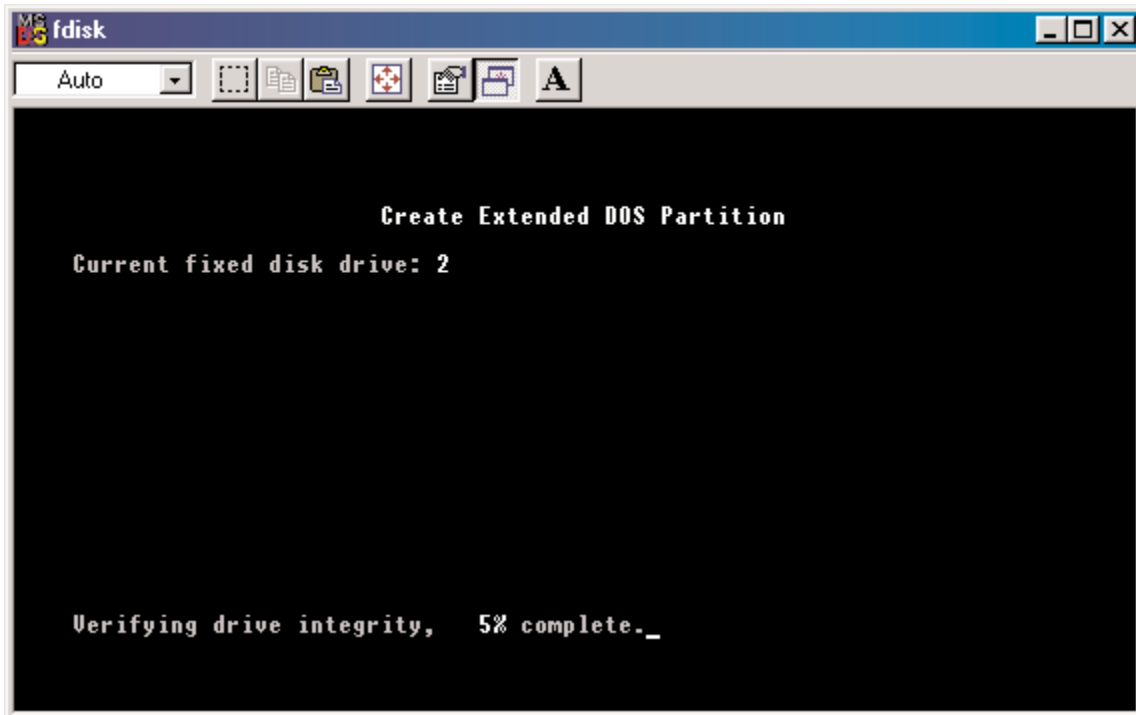 fdisk
Auto
A
Create Extended DOS Partition
Current fixed disk drive: 2
Verifying drive integrity, 5% complete._